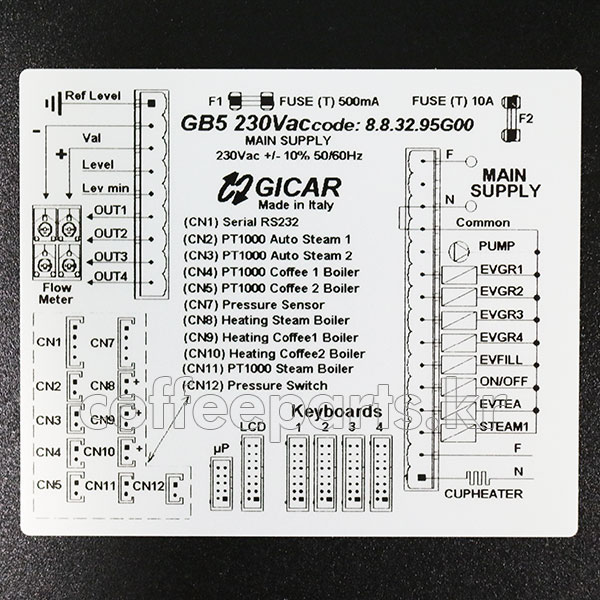 Ref Level
F1 FUSE (T) 500mA
FUSE (T) 10A
F2
GB5 230Vac code: 8.8.32.95G00
MAIN SUPPLY
230Vac +/- 10% 50/60Hz
GICAR
Made in Italy
-
+
Val
Level
Lev min
OUT1
OUT2
OUT3
OUT4
Flow
Meter
F
N
MAIN
SUPPLY
Common
PUMP
EVGR1
EVGR2
EVGR3
EVGR4
EVFILL
ON/OFF
EVTEA
STEAM1
F
N
CUPHEATER
(CN1) Serial RS232
(CN2) PT1000 Auto Steam 1
(CN3) PT1000 Auto Steam 2
(CN4) PT1000 Coffee 1 Boiler
(CN5) PT1000 Coffee 2 Boiler
(CN7) Pressure Sensor
(CN8) Heating Steam Boiler
(CN9) Heating Coffee1 Boiler
(CN10) Heating Coffee2 Boiler
(CN11) PT1000 Steam Boiler
(CN12) Pressure Switch
CN1 CN7
CN2 CN8 +
CN3 CN9 +
CN4 CN10 +
CN5 CN11 CN12
Keyboards
µP LCD 1 2 3 4
coffeeparts.kr